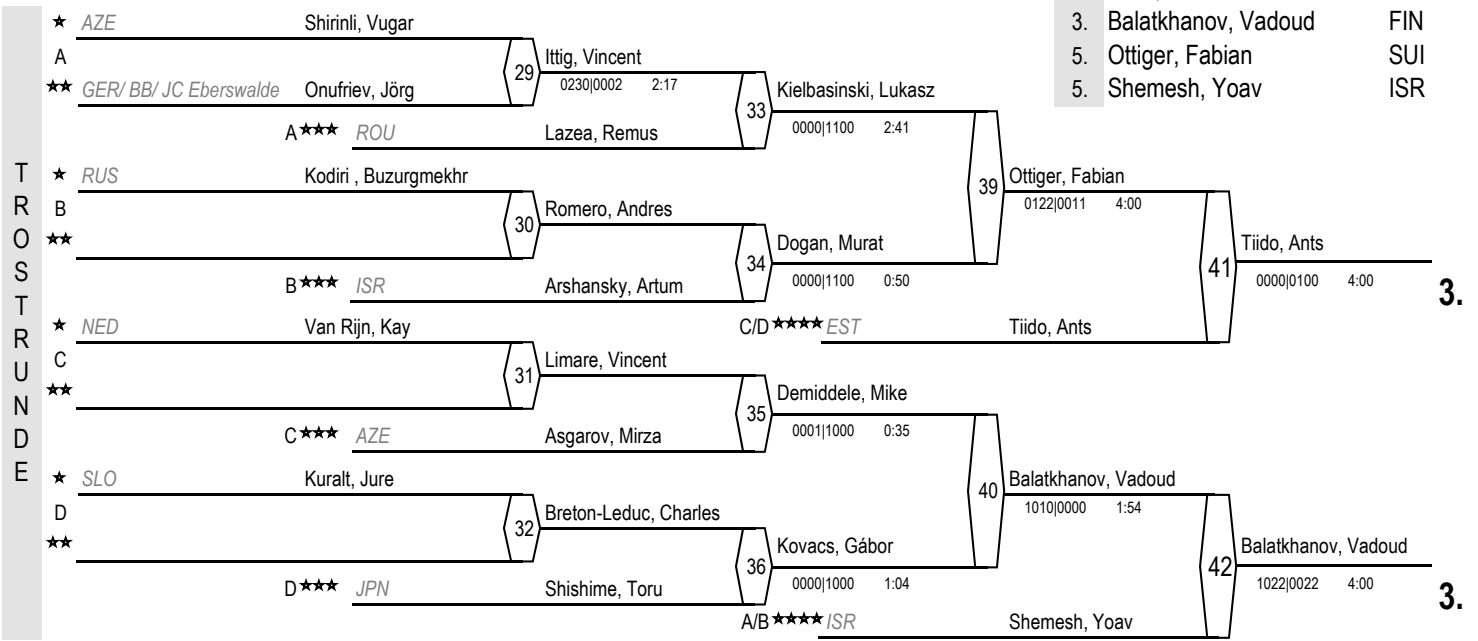 3. Balatkhanov, Vadoud FIN
5. Ottiger, Fabian SUI
5. Shemesh, Yoav ISR
TROSTRUNDE
★ AZE Shirinli, Vugar
A
★★ GER/ BB/ JC Eberswalde Onufriev, Jörg
29 Ittig, Vincent
0230|0002 2:17
A ★★★ ROU Lazea, Remus
33 Kielbasinski, Lukasz
0000|1100 2:41
★ RUS Kodiri , Buzurgmekhr
B
★★
30 Romero, Andres
B ★★★ ISR Arshansky, Artum
34 Dogan, Murat
0000|1100 0:50
39 Ottiger, Fabian
0122|0011 4:00
C/D ★★★★ EST Tiido, Ants
41 Tiido, Ants
0000|0100 4:00
3.
★ NED Van Rijn, Kay
C
★★
31 Limare, Vincent
C ★★★ AZE Asgarov, Mirza
35 Demiddele, Mike
0001|1000 0:35
★ SLO Kuralt, Jure
D
★★
32 Breton-Leduc, Charles
D ★★★ JPN Shishime, Toru
36 Kovacs, Gábor
0000|1000 1:04
40 Balatkhanov, Vadoud
1010|0000 1:54
A/B ★★★★ ISR Shemesh, Yoav
42 Balatkhanov, Vadoud
1022|0022 4:00
3.